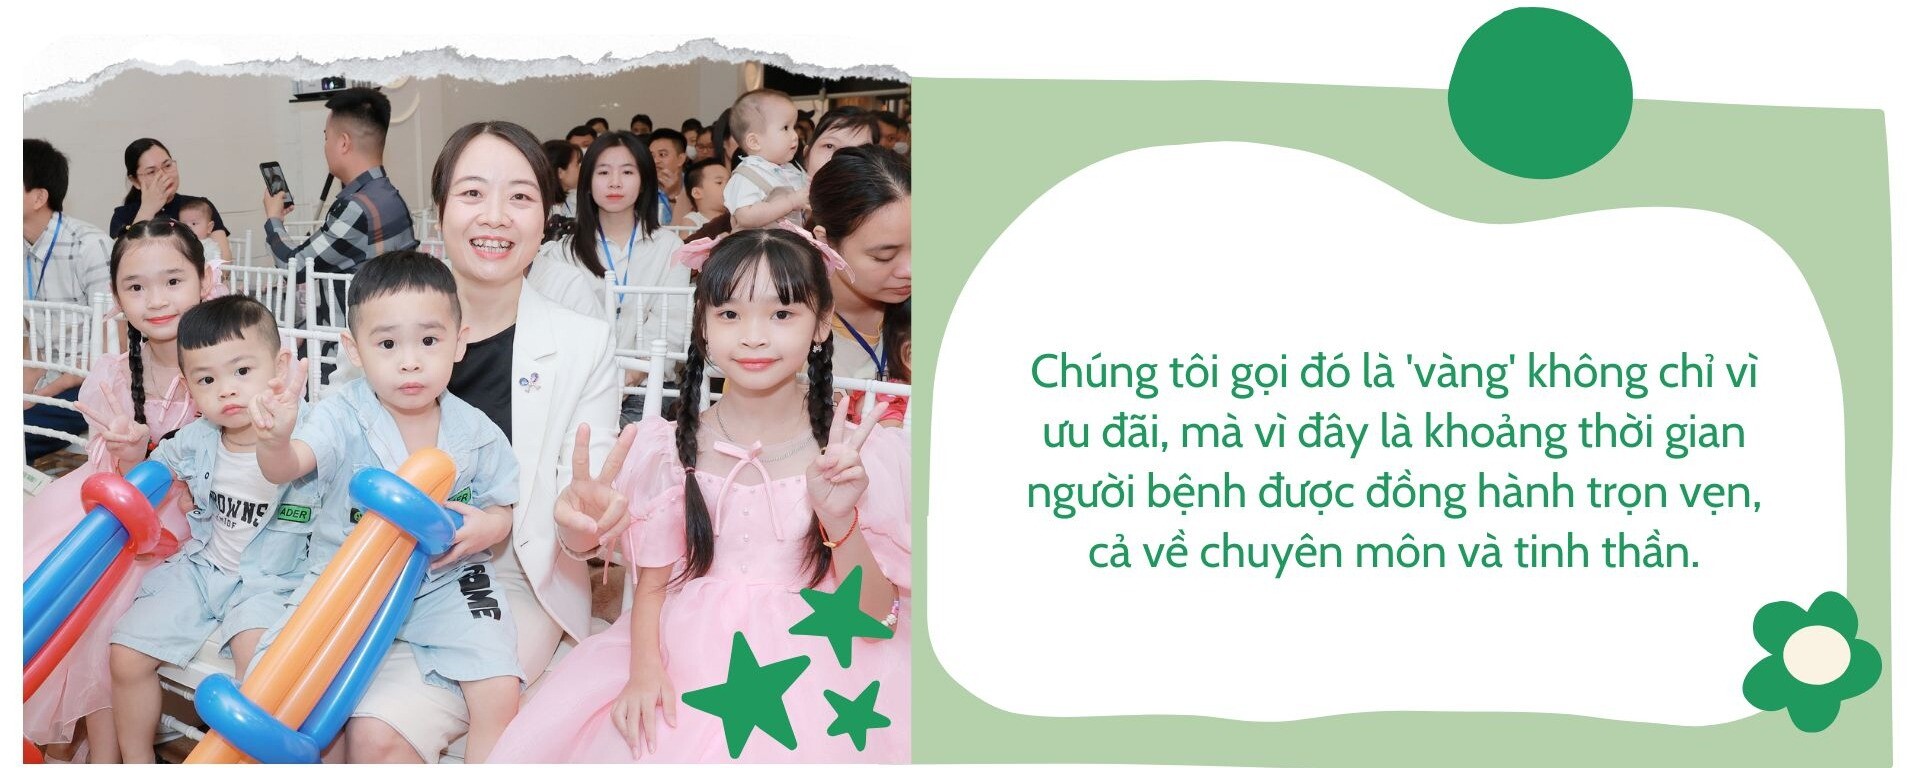 Chúng tôi gọi đó là 'vàng' không chỉ vì
ưu đãi, mà vì đây là khoảng thời gian
người bệnh được đồng hành trọn vẹn,
cả về chuyên môn và tinh thần.